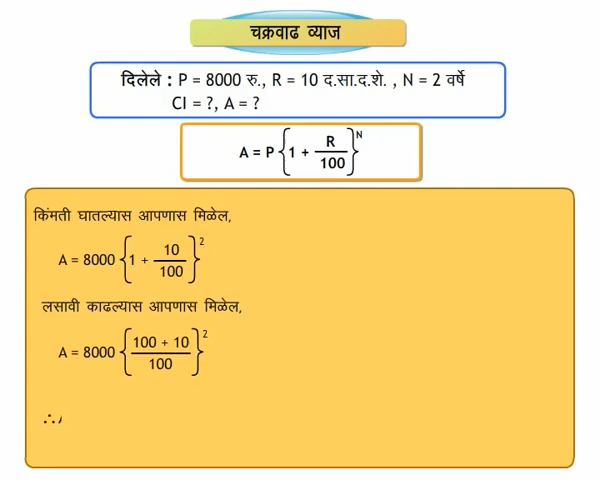 चक्रवाढ व्याज
दिलेले : P = 8000 रु., R = 10 द.सा.द.शे. , N = 2 वर्षे
CI = ?, A = ?
A = P {1 + R/100}^N
किंमती घातल्यास आपणास मिळेल,
A = 8000 {1 + 10/100}^2
लसावी काढल्यास आपणास मिळेल,
A = 8000 {100 + 10/100}^2
∴